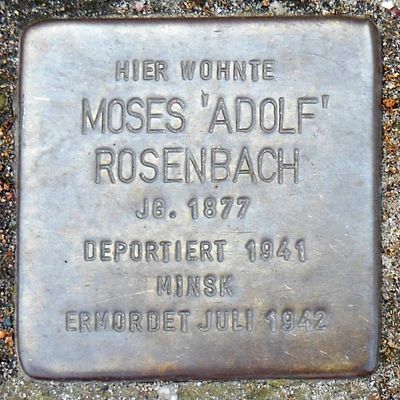 HIER WOHNTE
MOSES 'ADOLF'
ROSENBACH
JG. 1877
DEPORTIERT 1941
MINSK
ERMORDET JULI 1942